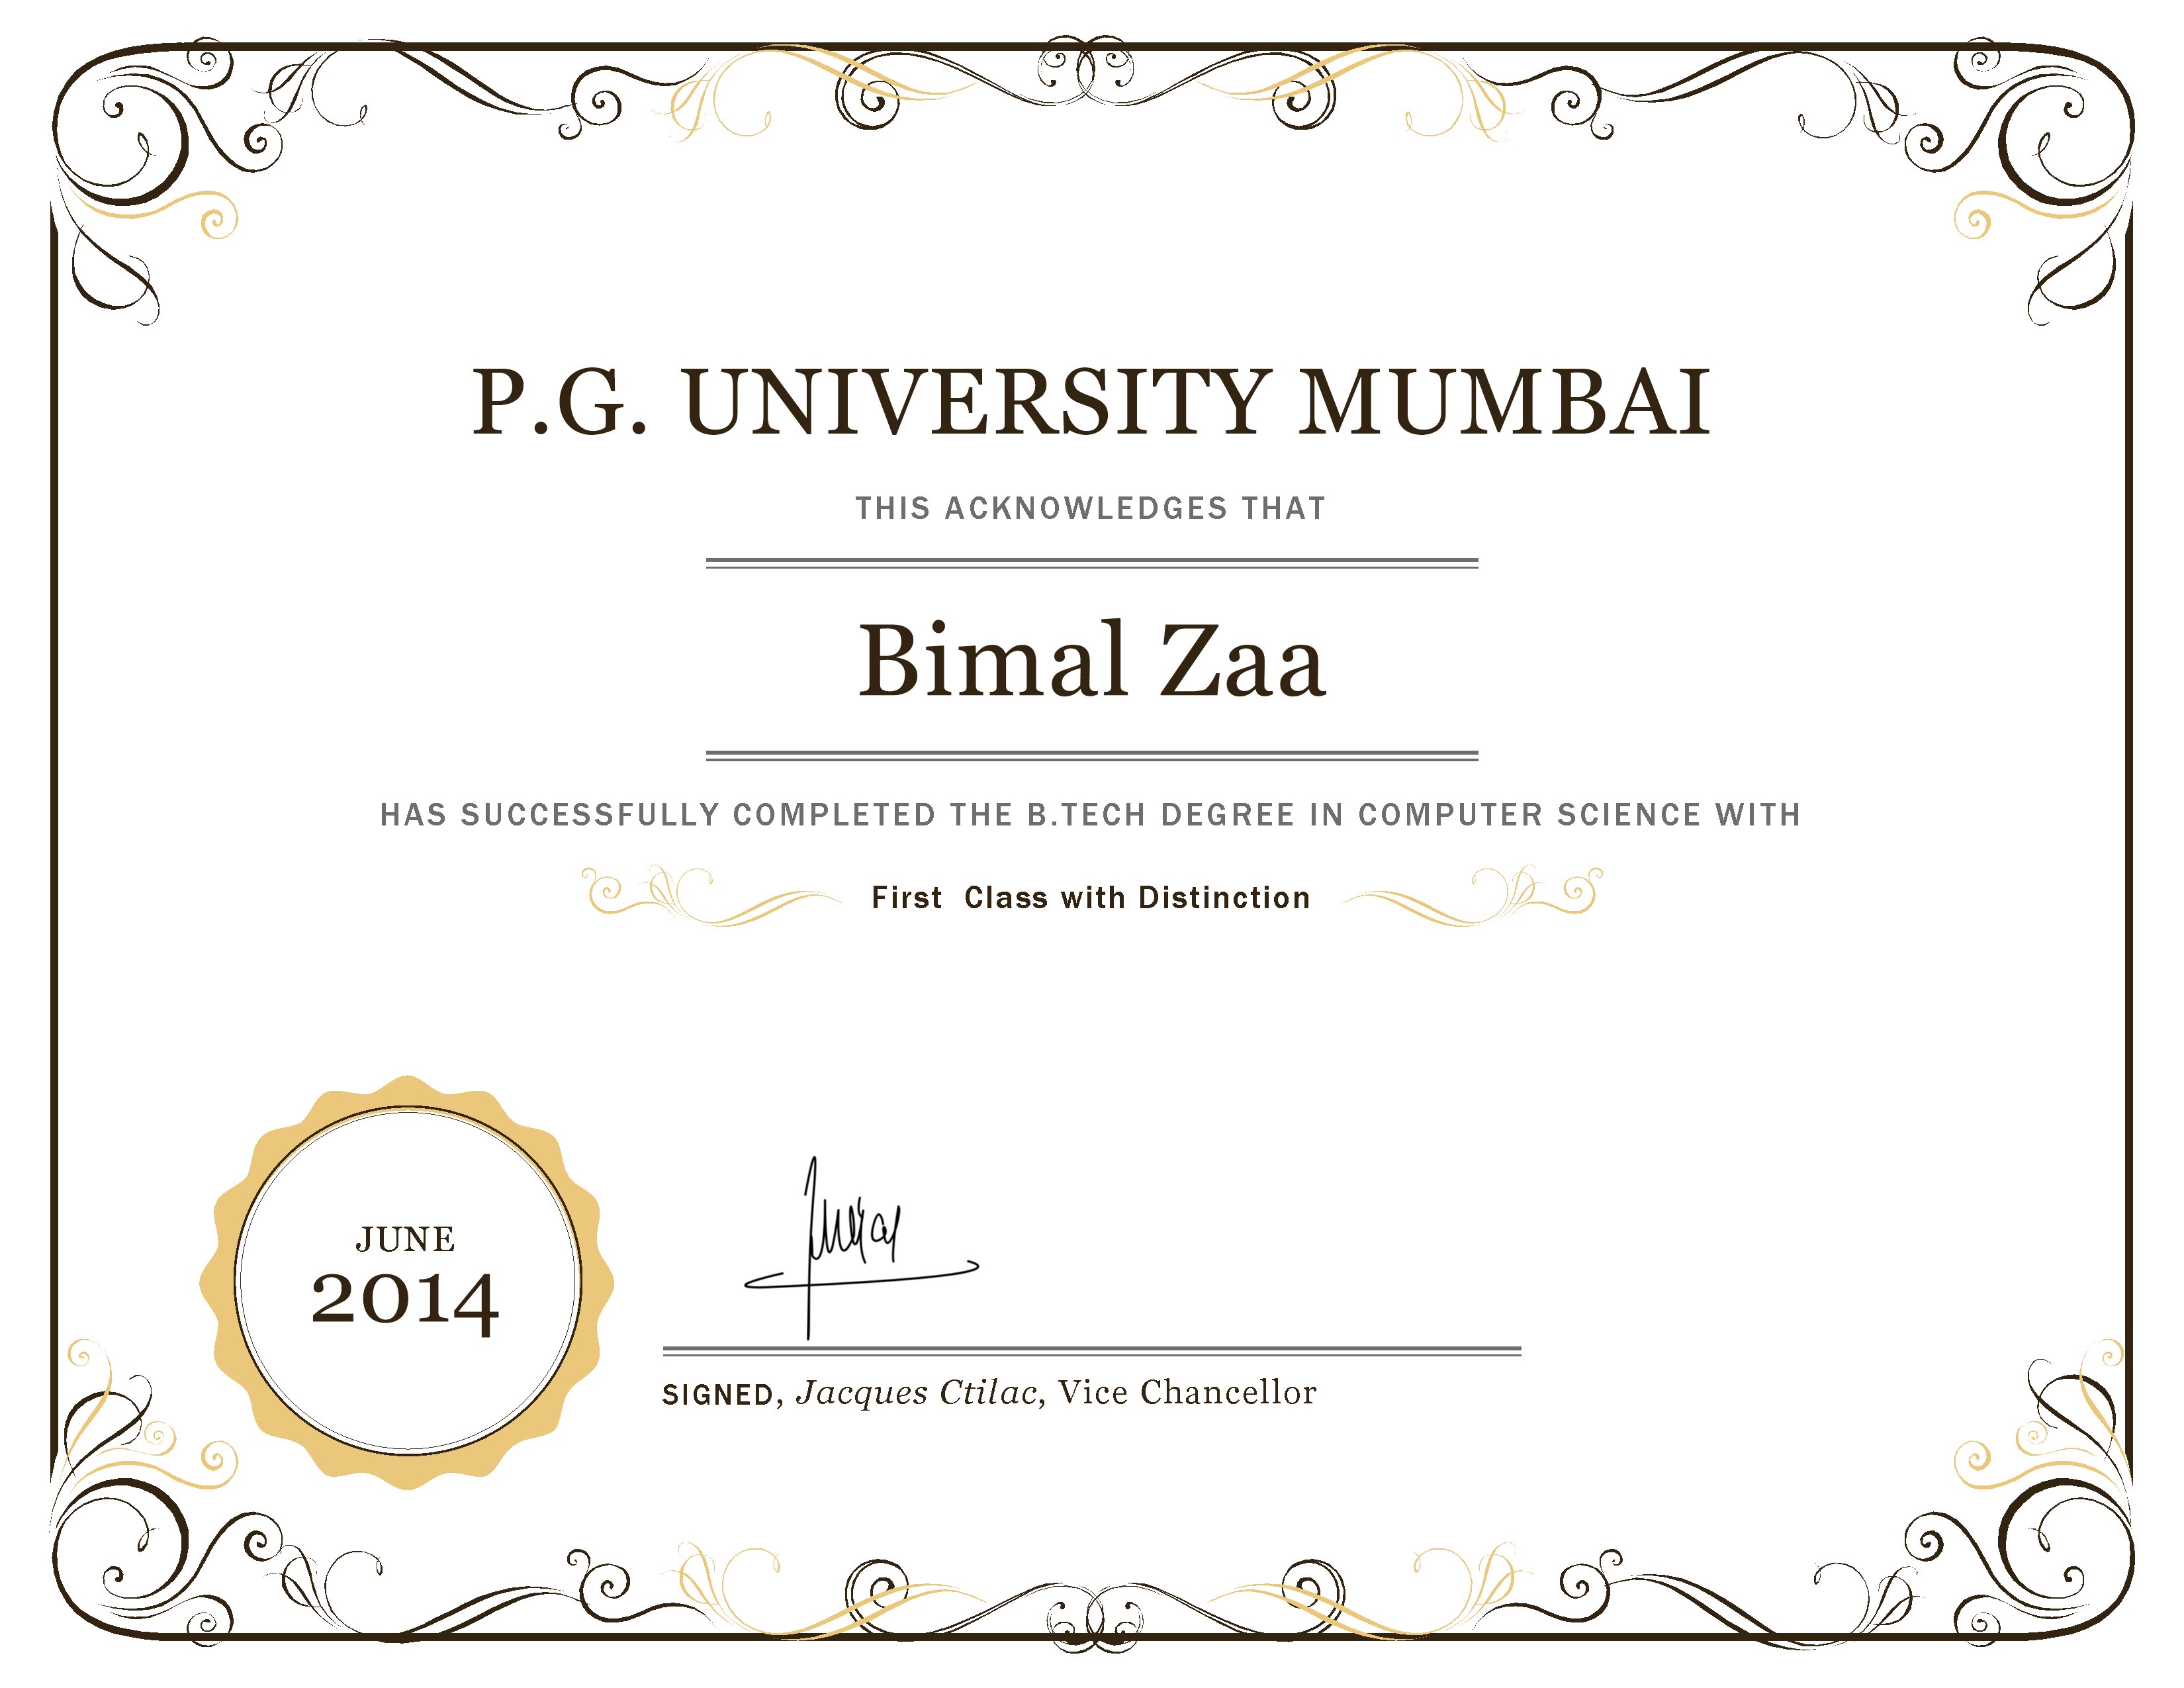 P.G. UNIVERSITY MUMBAI
THIS ACKNOWLEDGES THAT
Bimal Zaa
HAS SUCCESSFULLY COMPLETED THE B.TECH DEGREE IN COMPUTER SCIENCE WITH
First  Class with Distinction
JUNE
2014
SIGNED, Jacques Ctilac, Vice Chancellor